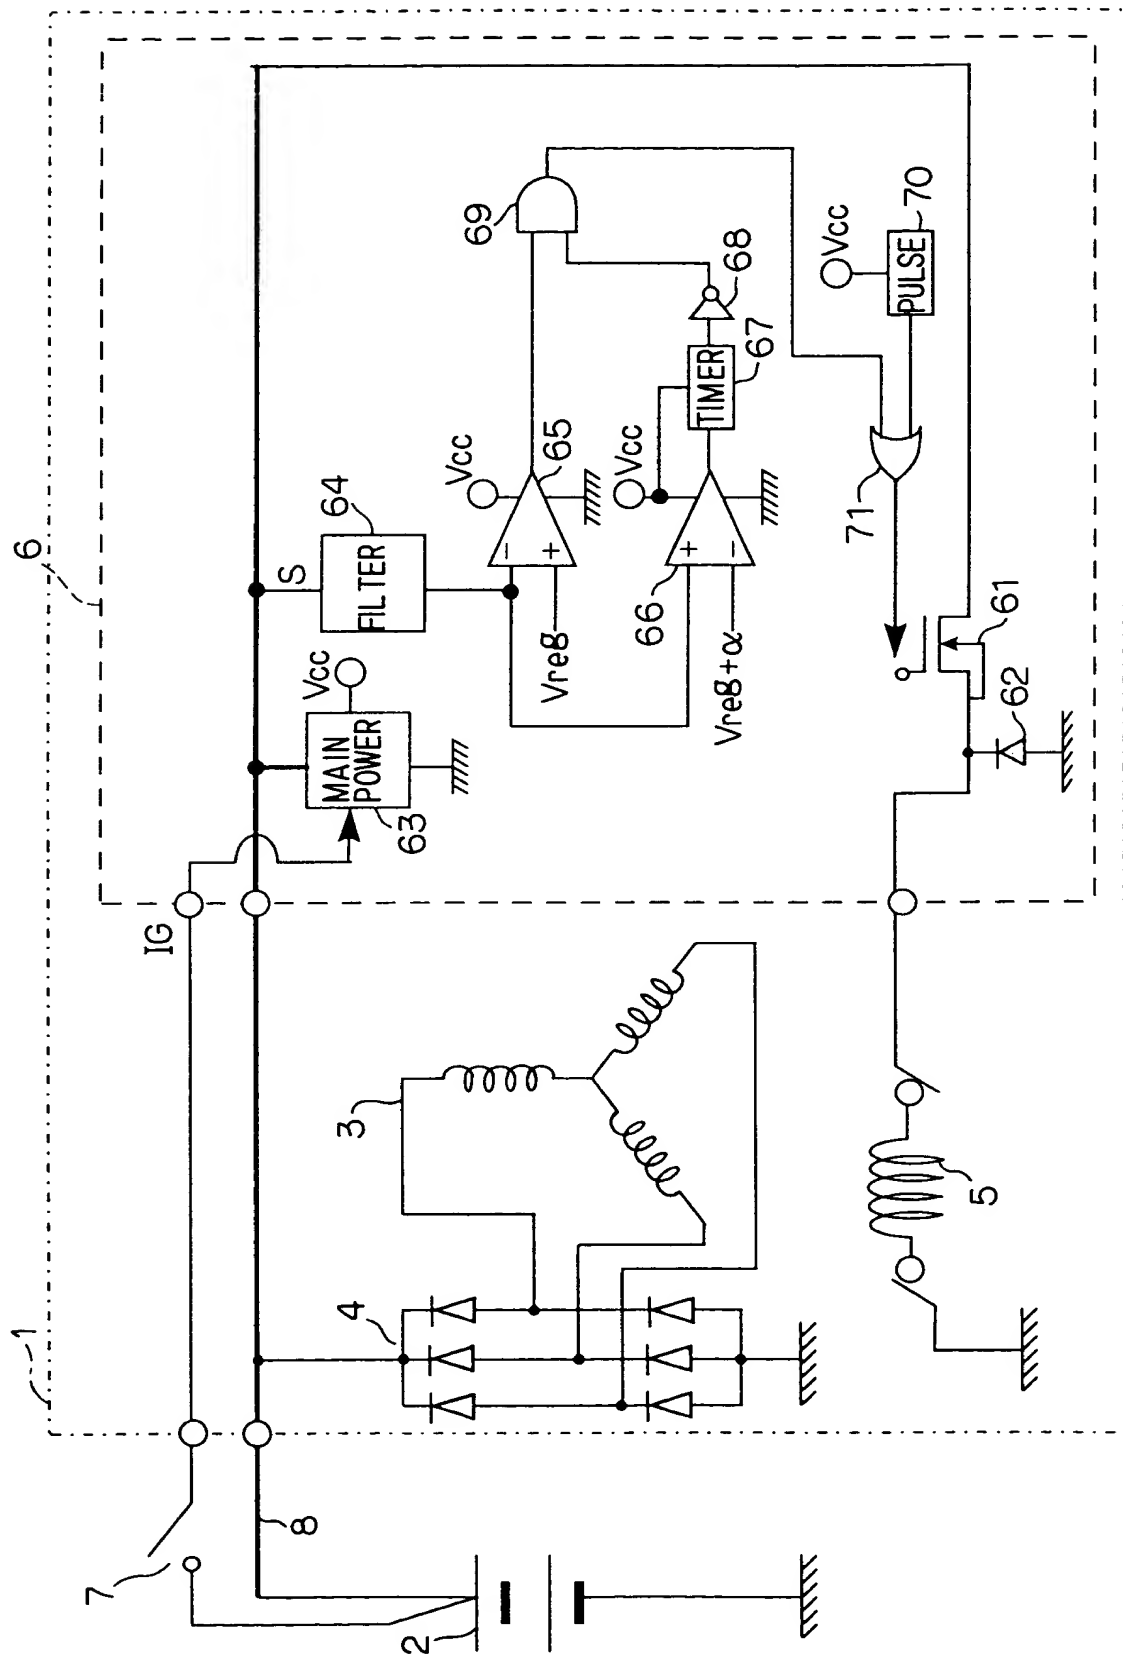 1
6
7
8
2
IG
3
4
5
MAIN
POWER
63
Vcc
S
FILTER
64
Vcc
65
-
+
Vreg
66
+
-
Vreg+α
Vcc
TIMER
67
68
69
Vcc
PULSE
70
71
61
62